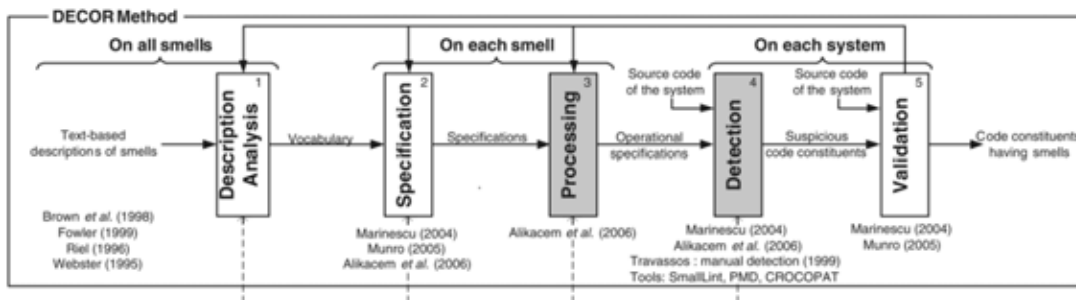 DECOR Method
On all smells
On each smell
On each system
1
Description
Analysis
2
Specification
3
Processing
4
Detection
5
Validation
Source code
of the system
Source code
of the system
Text-based
descriptions of smells
Vocabulary
Specifications
Operational
specifications
Suspicious
code constituents
Code constituents
having smells
Brown et al. (1998)
Fowler (1999)
Riel (1996)
Webster (1995)
Marinescu (2004)
Munro (2005)
Alikacem et al. (2006)
Alikacem et al. (2006)
Marinescu (2004)
Alikacem et al. (2006)
Travassos : manual detection (1999)
Tools: SmallLint, PMD, CROCOPAT
Marinescu (2004)
Munro (2005)